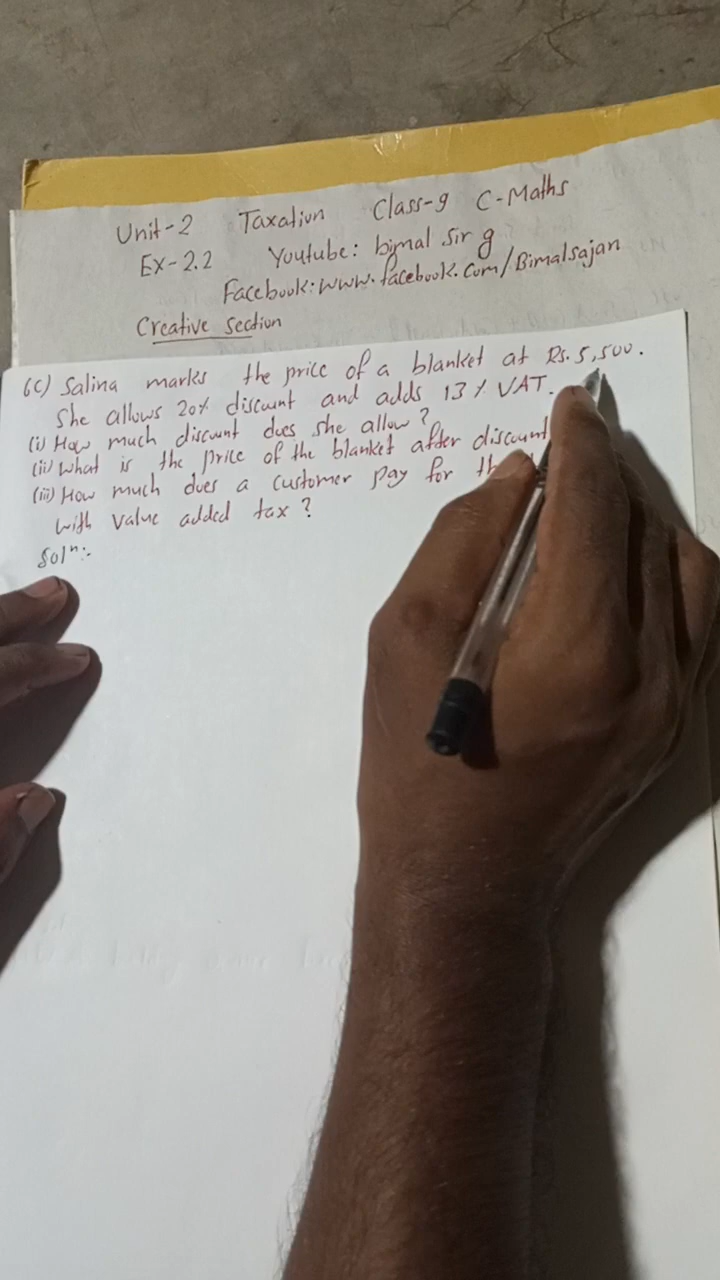 Unit-2 Taxation Class-9 C-Maths
Ex-2.2 Youtube: bimal sir g
Facebook: www.facebook.com/Bimalsajan
Creative section
6c) Salina marks the price of a blanket at Rs. 5,500.
She allows 20% discount and adds 13% VAT.
(i) How much discount does she allow?
(ii) What is the price of the blanket after discount
(iii) How much does a customer pay for
with value added tax?
Solⁿ:-